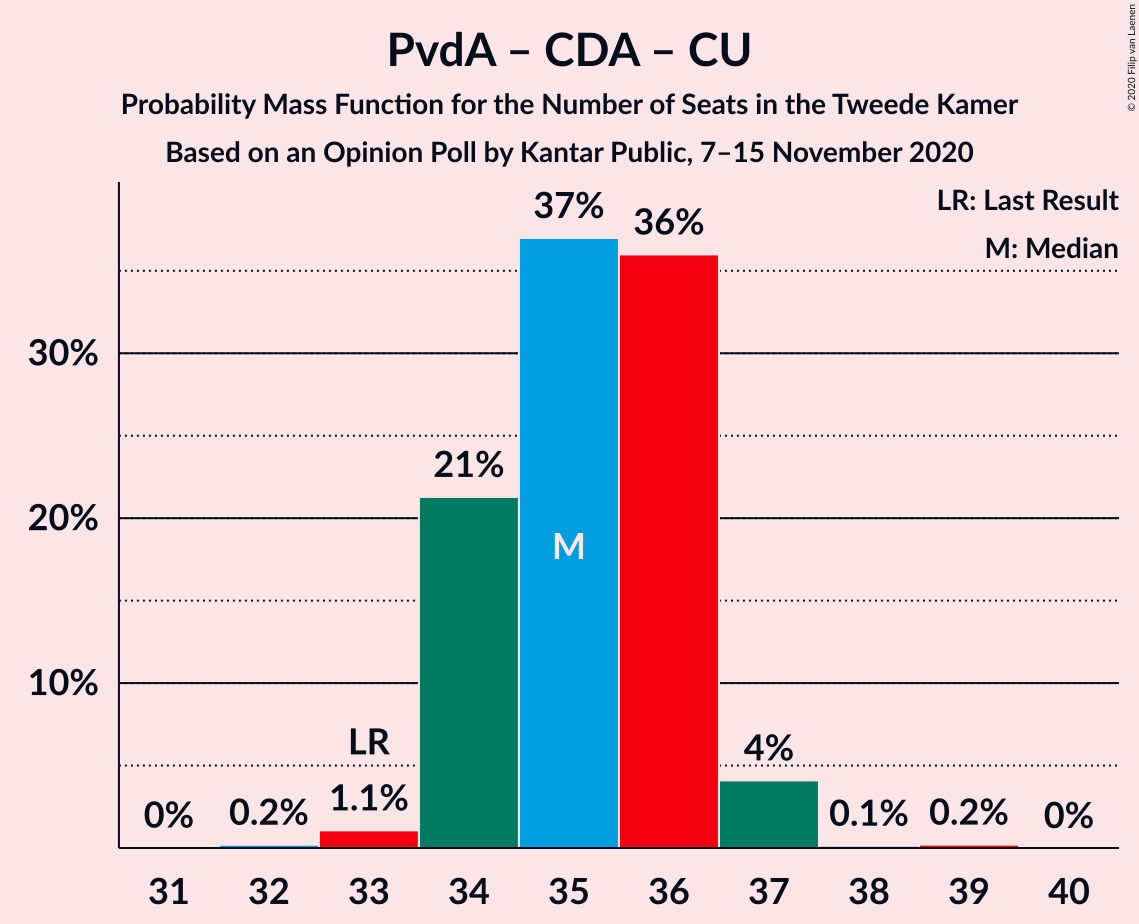 PvdA – CDA – CU
Probability Mass Function for the Number of Seats in the Tweede Kamer
Based on an Opinion Poll by Kantar Public, 7–15 November 2020
© 2020 Filip van Laenen
LR: Last Result
M: Median
37%
36%
30%
21%
20%
M
10%
LR
4%
0%
0.2%
1.1%
0.1%
0.2%
0%
31 32 33 34 35 36 37 38 39 40